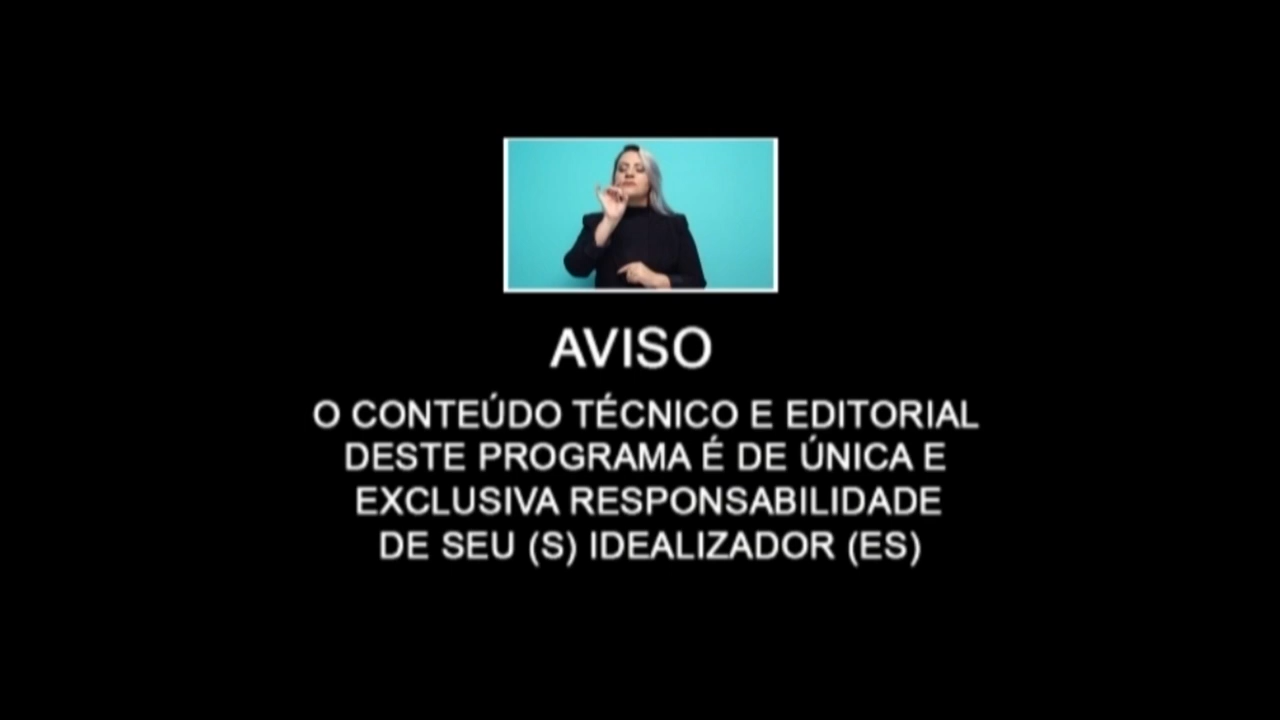 AVISO
O CONTEÚDO TÉCNICO E EDITORIAL
DESTE PROGRAMA É DE ÚNICA E
EXCLUSIVA RESPONSABILIDADE
DE SEU (S) IDEALIZADOR (ES)